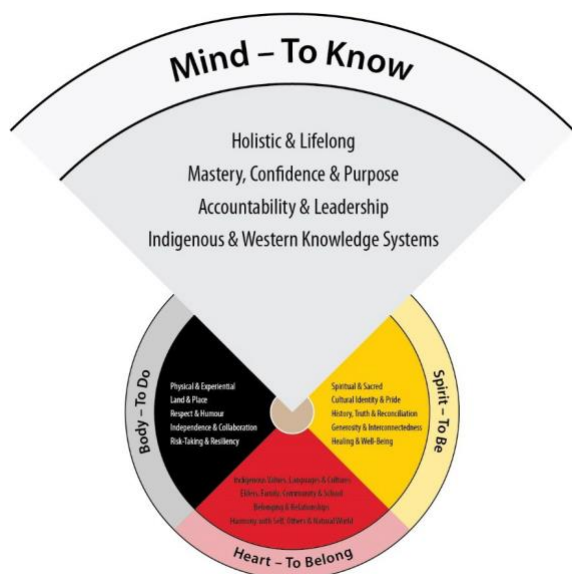 Mind – To Know
Holistic & Lifelong
Mastery, Confidence & Purpose
Accountability & Leadership
Indigenous & Western Knowledge Systems
Body – To Do
Physical & Experiential
Land & Place
Respect & Humour
Independence & Collaboration
Risk-Taking & Resiliency
Spiritual & Sacred
Cultural Identity & Pride
History, Truth & Reconciliation
Generosity & Interconnectedness
Healing & Well-Being
Spirit – To Be
Indigenous Values, Languages & Cultures
Elders, Family, Community & School
Belonging & Relationships
Harmony with Self, Others & Natural World
Heart – To Belong